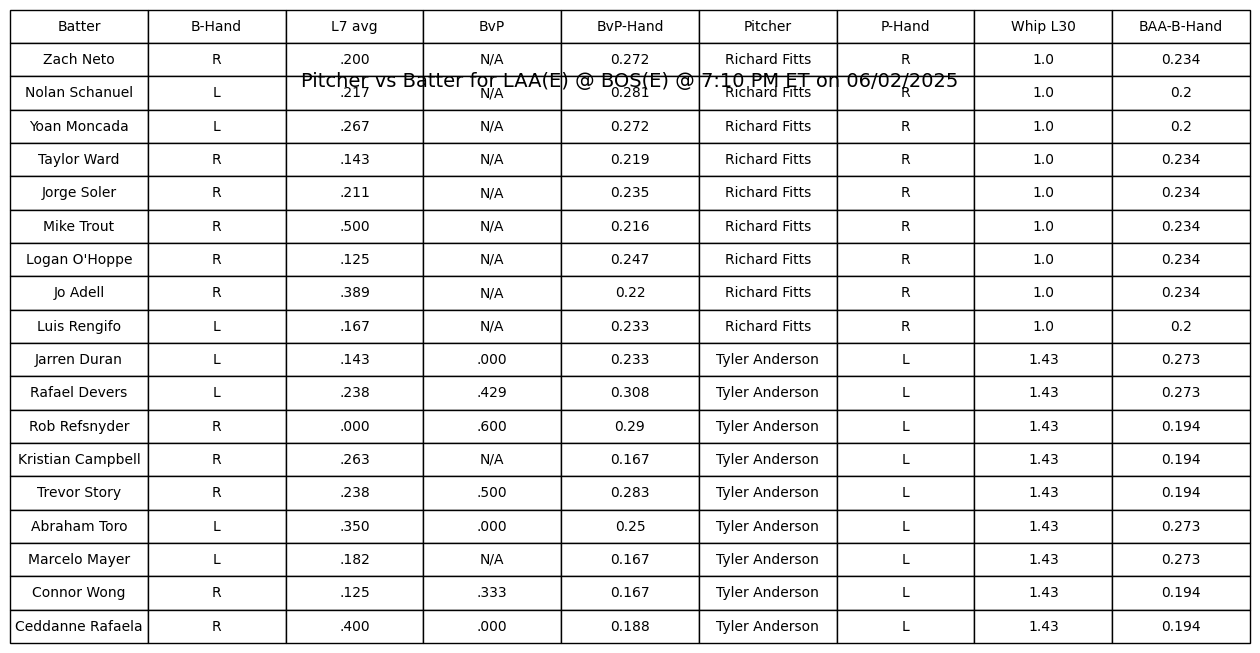 Batter B-Hand L7 avg BvP BvP-Hand Pitcher P-Hand Whip L30 BAA-B-Hand
Zach Neto R .200 N/A 0.272 Richard Fitts R 1.0 0.234
Pitcher vs Batter for LAA(E) @ BOS(E) @ 7:10 PM ET on 06/02/2025
Nolan Schanuel L .217 N/A 0.281 Richard Fitts R 1.0 0.2
Yoan Moncada L .267 N/A 0.272 Richard Fitts R 1.0 0.2
Taylor Ward R .143 N/A 0.219 Richard Fitts R 1.0 0.234
Jorge Soler R .211 N/A 0.235 Richard Fitts R 1.0 0.234
Mike Trout R .500 N/A 0.216 Richard Fitts R 1.0 0.234
Logan O'Hoppe R .125 N/A 0.247 Richard Fitts R 1.0 0.234
Jo Adell R .389 N/A 0.22 Richard Fitts R 1.0 0.234
Luis Rengifo L .167 N/A 0.233 Richard Fitts R 1.0 0.2
Jarren Duran L .143 .000 0.233 Tyler Anderson L 1.43 0.273
Rafael Devers L .238 .429 0.308 Tyler Anderson L 1.43 0.273
Rob Refsnyder R .000 .600 0.29 Tyler Anderson L 1.43 0.194
Kristian Campbell R .263 N/A 0.167 Tyler Anderson L 1.43 0.194
Trevor Story R .238 .500 0.283 Tyler Anderson L 1.43 0.194
Abraham Toro L .350 .000 0.25 Tyler Anderson L 1.43 0.273
Marcelo Mayer L .182 N/A 0.167 Tyler Anderson L 1.43 0.273
Connor Wong R .125 .333 0.167 Tyler Anderson L 1.43 0.194
Ceddanne Rafaela R .400 .000 0.188 Tyler Anderson L 1.43 0.194